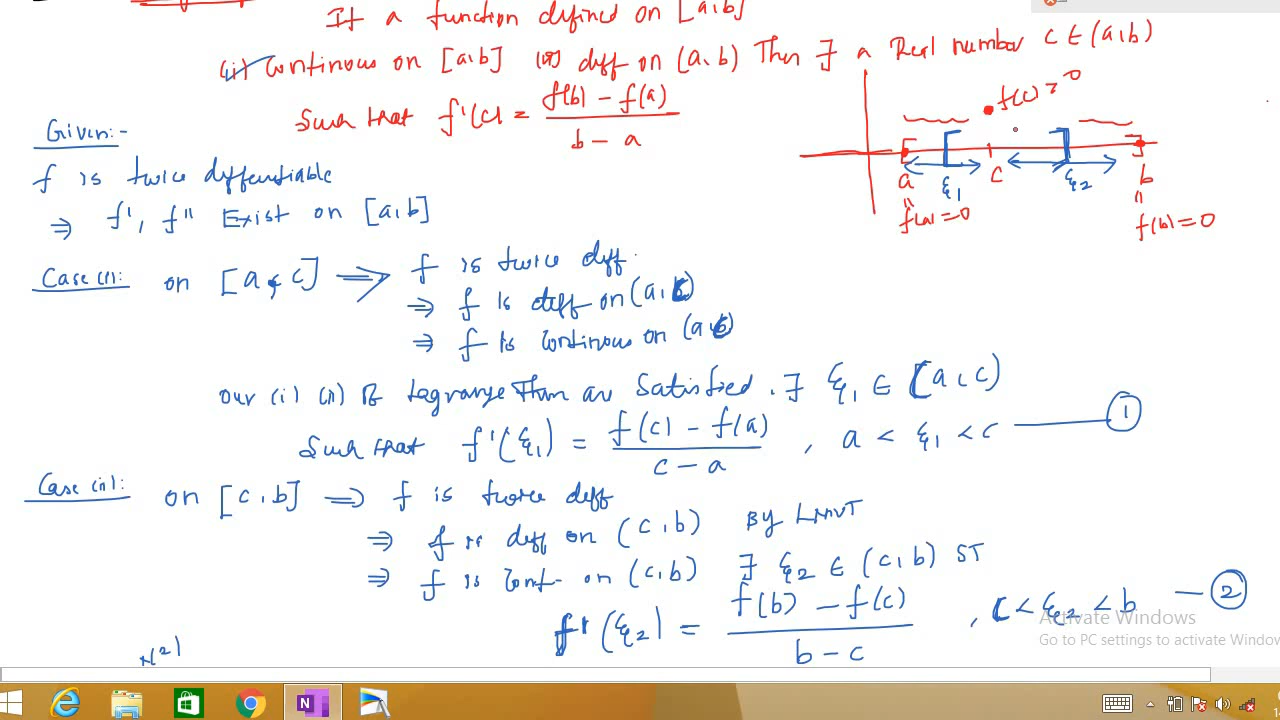 If a function defined on [a,b]
(i) Continous on [a,b] (ii) diff on (a,b) Then ∃ a Real number c ∈ (a,b)
Such that f'(c) = f(b) - f(a) / b - a
f(c) > 0
a
ξ1
c
ξ2
b
"
f(a) = 0
"
f(b) = 0
Given:-
f is twice differentiable
⇒ f', f'' Exist on [a,b]
Case (i): on [a, c] ⇒ f is twice diff.
⇒ f is diff on (a, c)
⇒ f is continous on (a, c)
Our (i) (ii) of Lagrange Thm are Satisfied. ∃ ξ1 ∈ (a, c)
Such that f'(ξ1) = f(c) - f(a) / c - a , a < ξ1 < c — 1
Case (ii): on [c, b] ⇒ f is twice diff
⇒ f is diff on (c, b) By LMVT
⇒ f is cont- on (c, b) ∃ ξ2 ∈ (c, b) ST
f'(ξ2) = f(b) - f(c) / b - c , c < ξ2 < b — 2
Activate Windows
Go to PC settings to activate Window